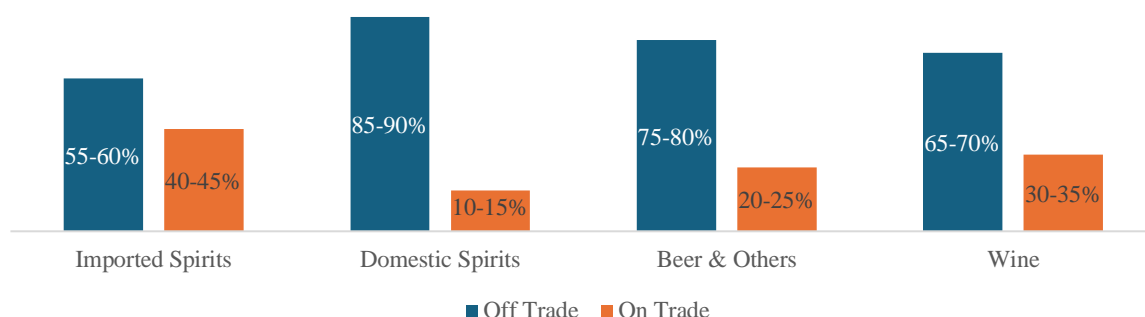 55-60%
40-45%
85-90%
10-15%
75-80%
20-25%
65-70%
30-35%
Imported Spirits
Domestic Spirits
Beer & Others
Wine
Off Trade
On Trade